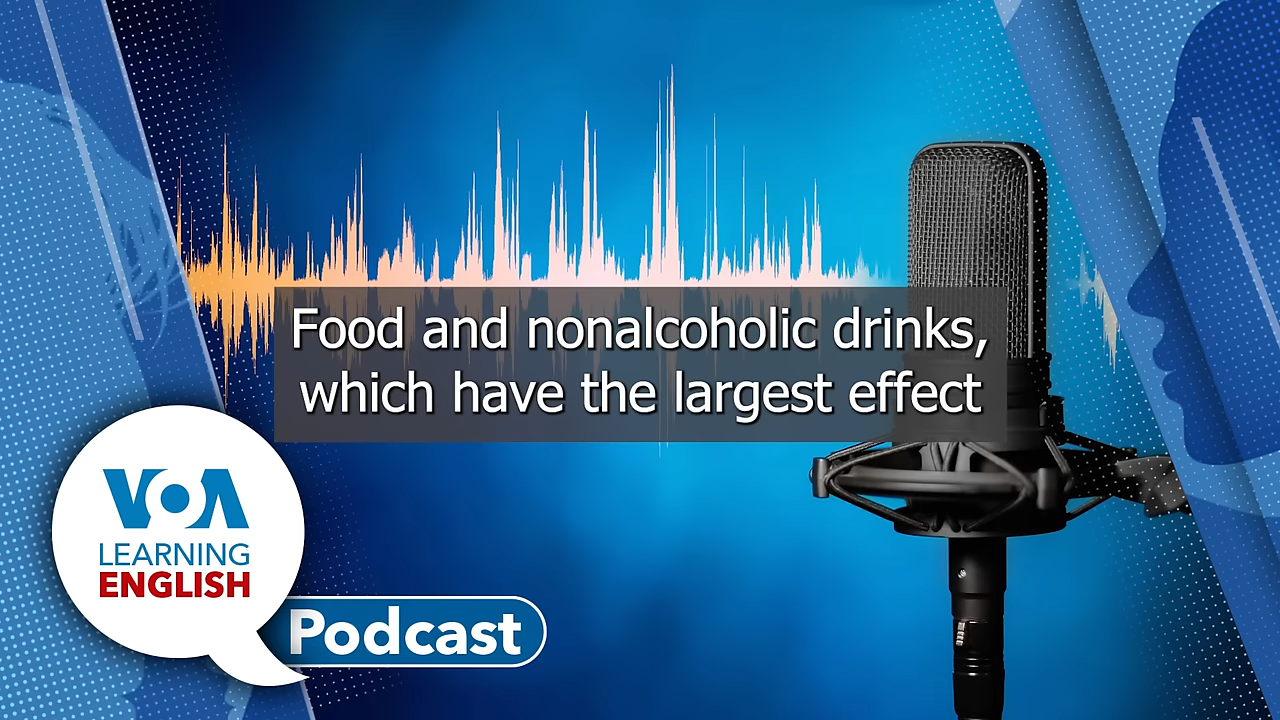 Food and nonalcoholic drinks,
which have the largest effect
VOA
LEARNING
ENGLISH
Podcast